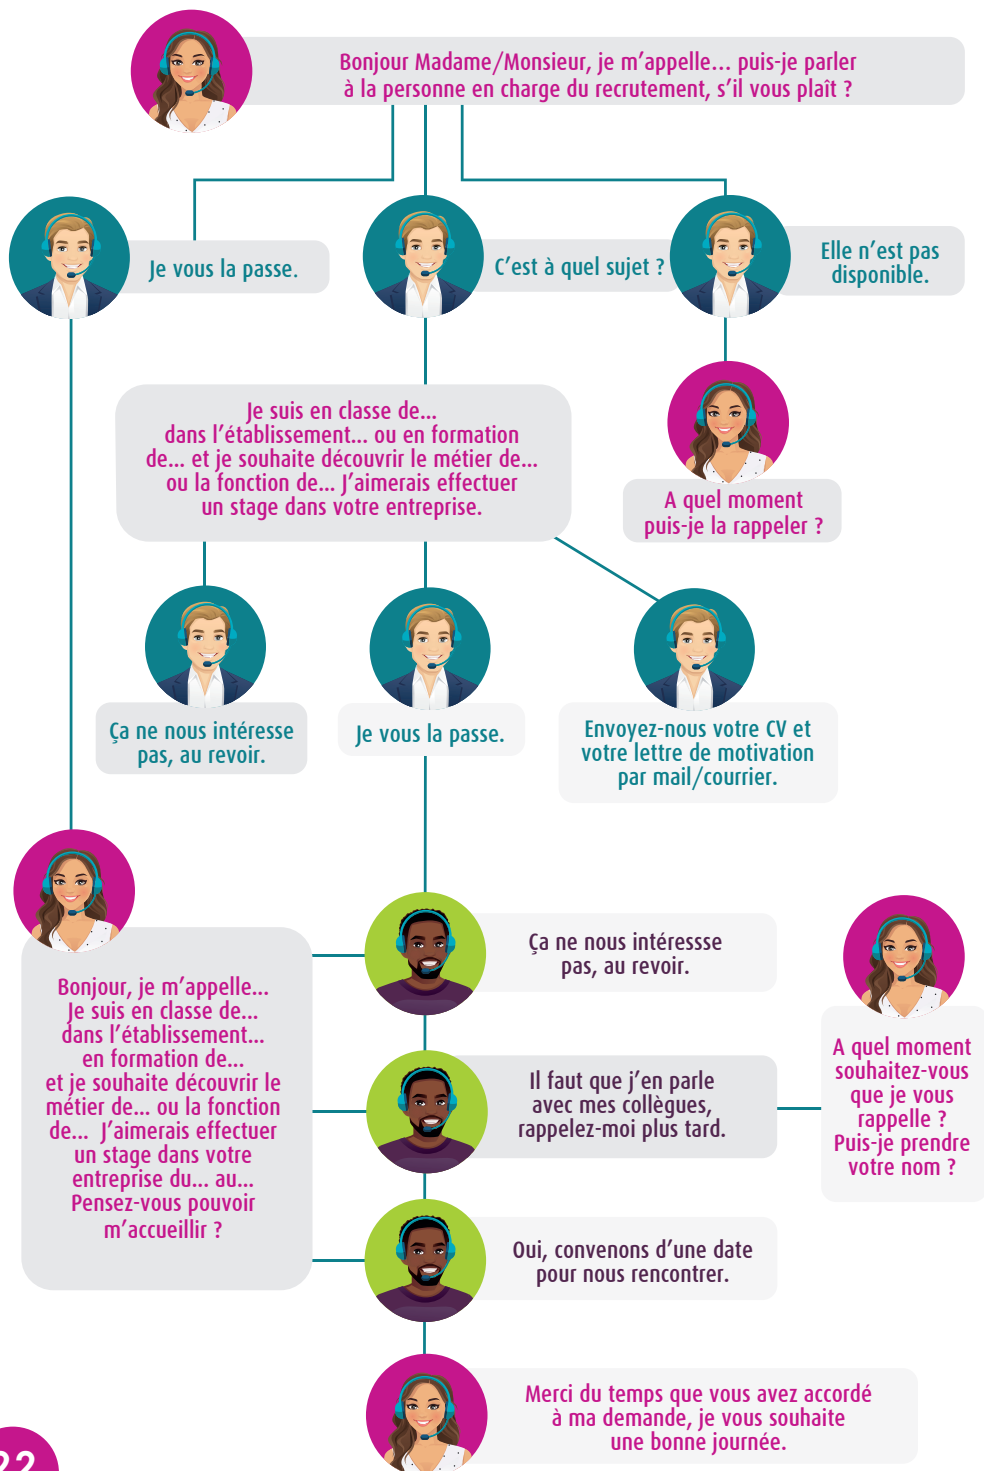 Bonjour Madame/Monsieur, je m'appelle... puis-je parler
à la personne en charge du recrutement, s'il vous plaît ?
Je vous la passe.
C'est à quel sujet ?
Elle n'est pas
disponible.
Je suis en classe de...
dans l'établissement... ou en formation
de... et je souhaite découvrir le métier de...
ou la fonction de... J'aimerais effectuer
un stage dans votre entreprise.
A quel moment
puis-je la rappeler ?
Ça ne nous intéresse
pas, au revoir.
Je vous la passe.
Envoyez-nous votre CV et
votre lettre de motivation
par mail/courrier.
Bonjour, je m'appelle...
Je suis en classe de...
dans l'établissement...
en formation de...
et je souhaite découvrir le
métier de... ou la fonction
de... J'aimerais effectuer
un stage dans votre
entreprise du... au...
Pensez-vous pouvoir
m'accueillir ?
Ça ne nous intéressse
pas, au revoir.
Il faut que j'en parle
avec mes collègues,
rappelez-moi plus tard.
A quel moment
souhaitez-vous
que je vous
rappelle ?
Puis-je prendre
votre nom ?
Oui, convenons d'une date
pour nous rencontrer.
Merci du temps que vous avez accordé
à ma demande, je vous souhaite
une bonne journée.
22